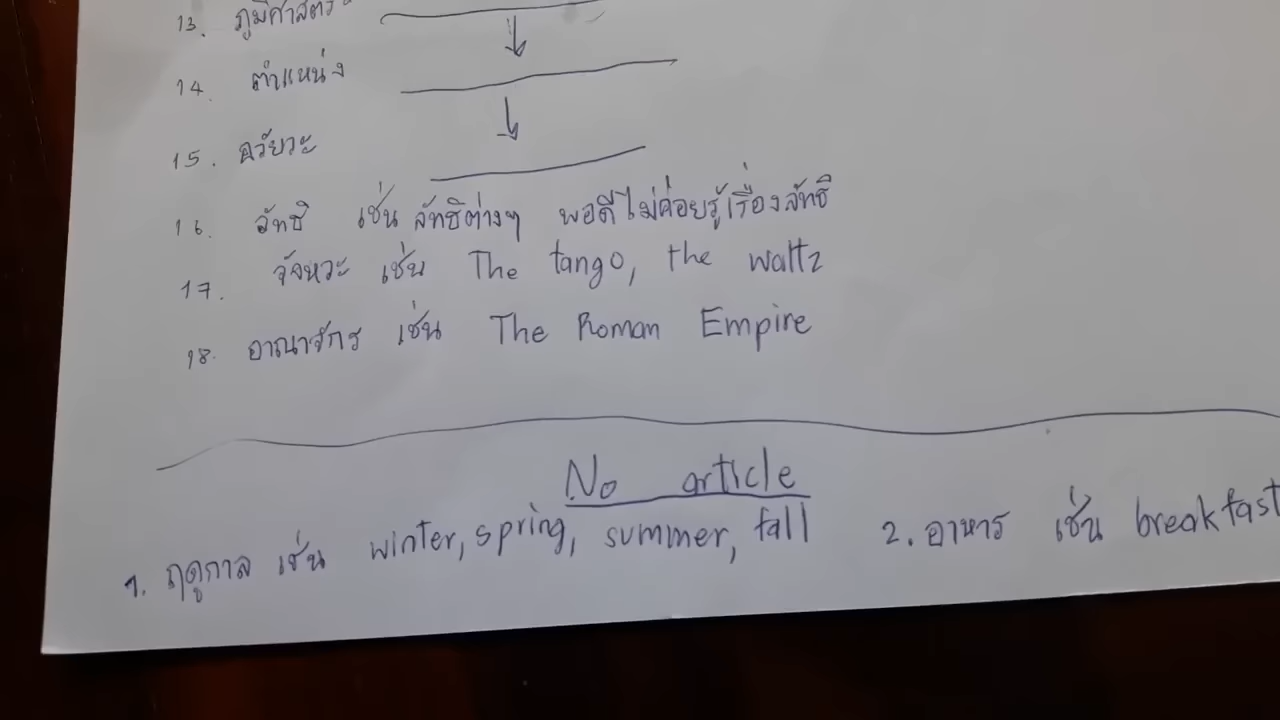 13. ภูมิศาสตร์
14. ตำแหน่ง
15. อวัยวะ
16. ลัทธิ เช่น ลัทธิต่างๆ พอดีไม่ค่อยรู้เรื่องลัทธิ
17. จังหวะ เช่น The tango, the waltz
18. อาณาจักร เช่น The Roman Empire
No article
1. ฤดูกาล เช่น winter, spring, summer, fall 2. อาหาร เช่น breakfast